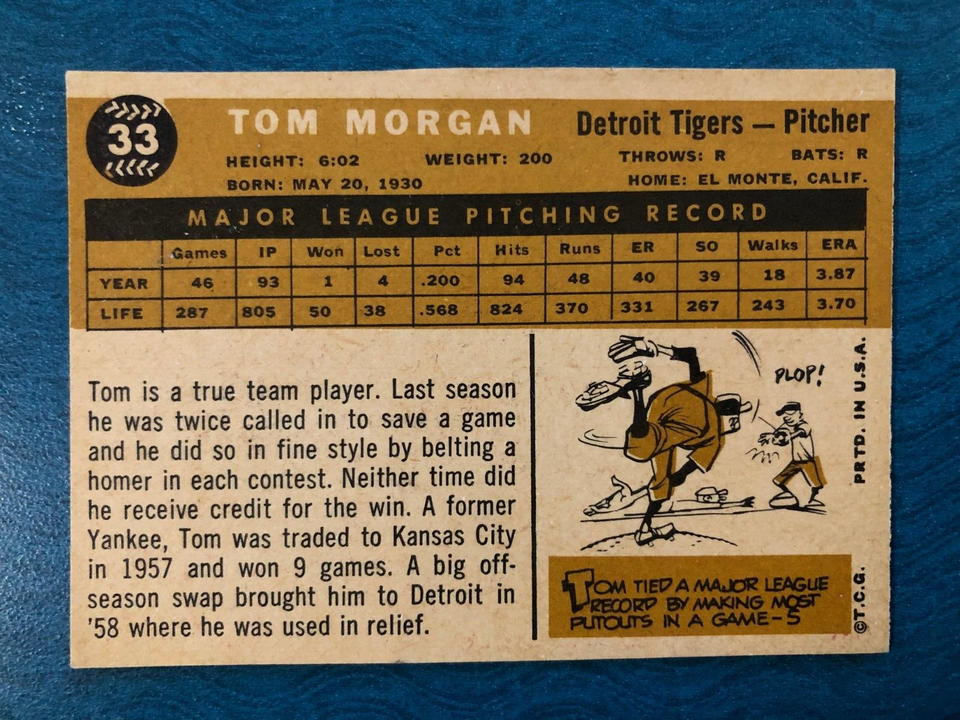 33
TOM MORGAN Detroit Tigers — Pitcher
HEIGHT: 6:02 WEIGHT: 200 THROWS: R BATS: R
BORN: MAY 20, 1930 HOME: EL MONTE, CALIF.
MAJOR LEAGUE PITCHING RECORD
Games IP Won Lost Pct Hits Runs ER SO Walks ERA
YEAR 46 93 1 4 .200 94 48 40 39 18 3.87
LIFE 287 805 50 38 .568 824 370 331 267 243 3.70
Tom is a true team player. Last season
he was twice called in to save a game
and he did so in fine style by belting a
homer in each contest. Neither time did
he receive credit for the win. A former
Yankee, Tom was traded to Kansas City
in 1957 and won 9 games. A big off-
season swap brought him to Detroit in
'58 where he was used in relief.
PLOP!
TOM TIED A MAJOR LEAGUE
RECORD BY MAKING MOST
PUTOUTS IN A GAME-5
©T.C.G. PRTD. IN U.S.A.